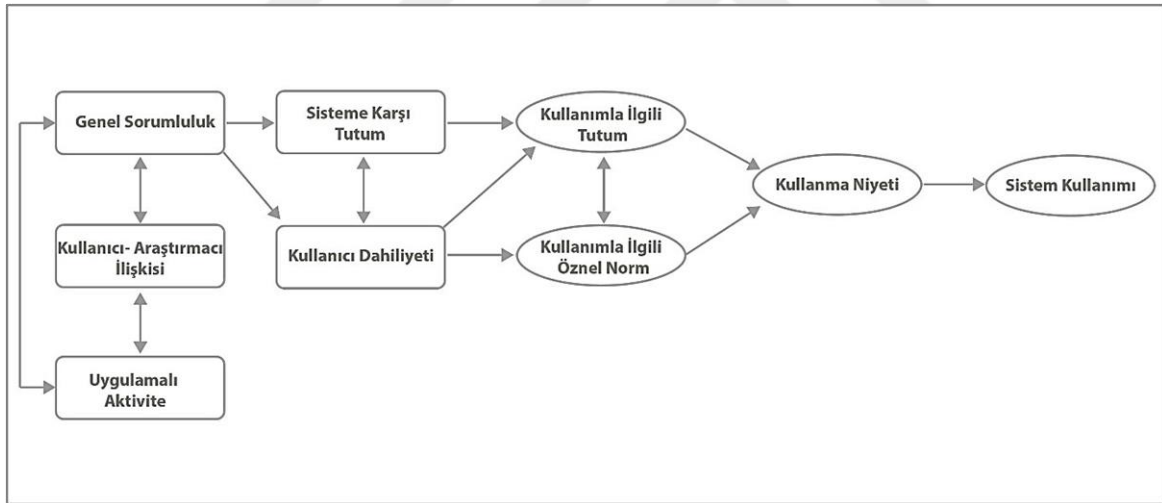 Genel Sorumluluk
Sisteme Karşı
Tutum
Kullanımla İlgili
Tutum
Kullanma Niyeti
Sistem Kullanımı
Kullanıcı- Araştırmacı
İlişkisi
Kullanıcı Dahiliyeti
Kullanımla İlgili
Öznel Norm
Uygulamalı
Aktivite